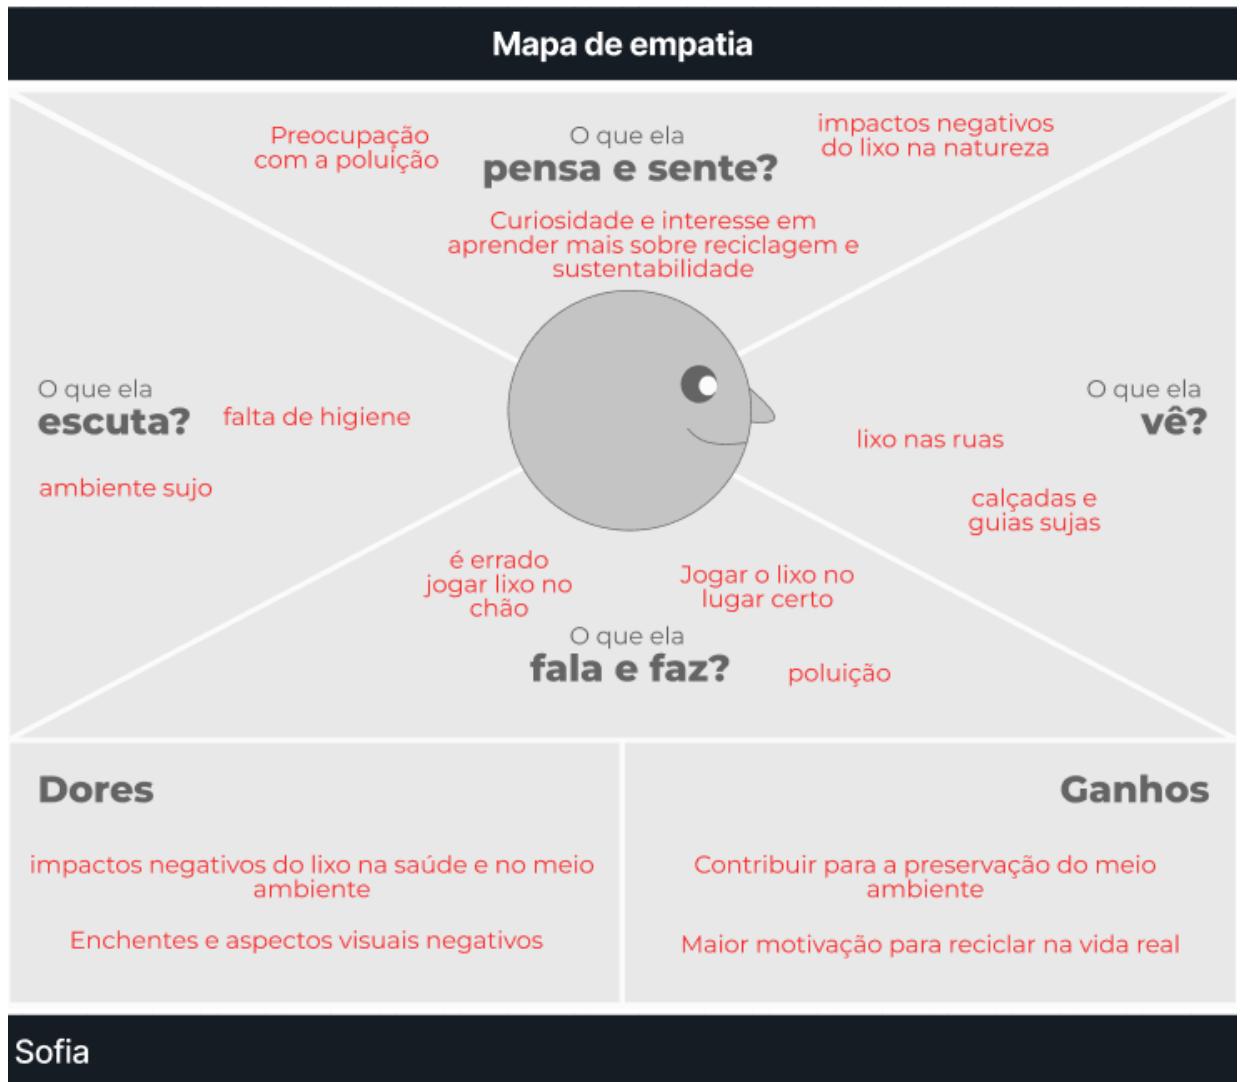 Mapa de empatia
Preocupação
com a poluição
O que ela
pensa e sente?
impactos negativos
do lixo na natureza
Curiosidade e interesse em
aprender mais sobre reciclagem e
sustentabilidade
O que ela
escuta?
falta de higiene
ambiente sujo
O que ela
vê?
lixo nas ruas
calçadas e
guias sujas
é errado
jogar lixo no
chão
Jogar o lixo no
lugar certo
O que ela
fala e faz?
poluição
Dores
impactos negativos do lixo na saúde e no meio
ambiente
Enchentes e aspectos visuais negativos
Ganhos
Contribuir para a preservação do meio
ambiente
Maior motivação para reciclar na vida real
Sofia